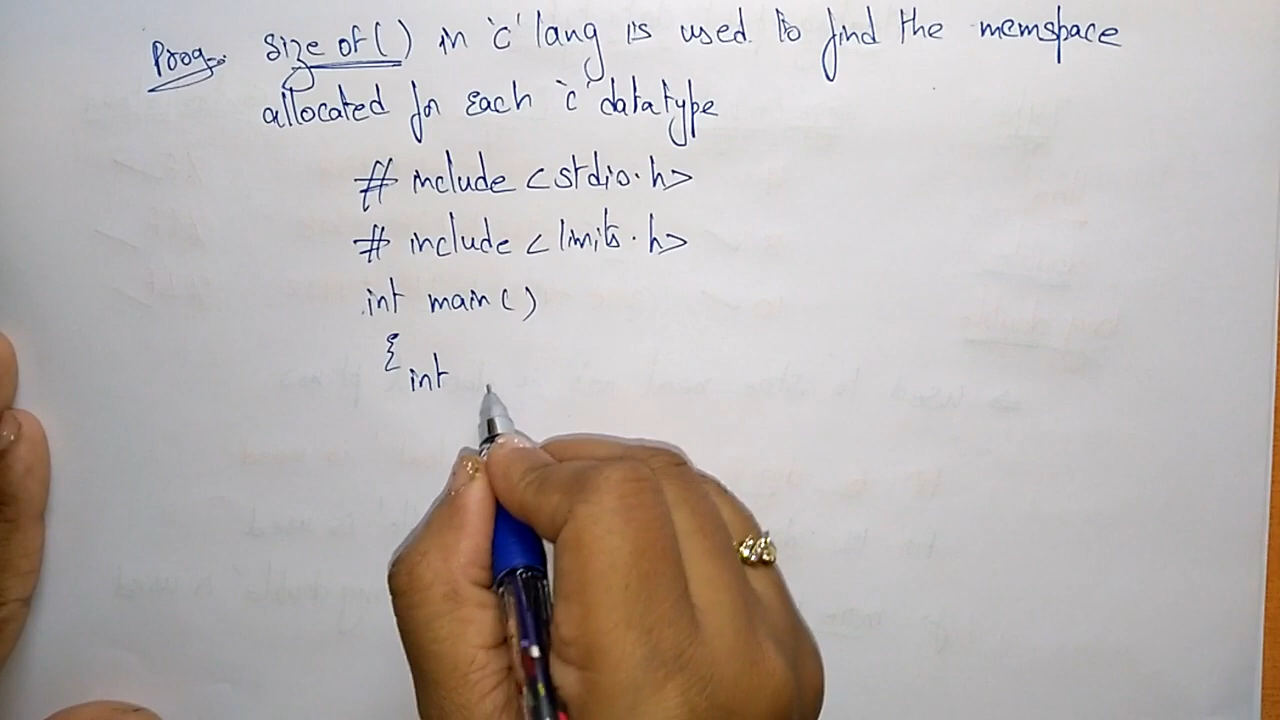 Prog:- Size of ( ) in 'c' lang is used to find the memspace
allocated for each 'c' datatype
# include <stdio.h>
# include <limits.h>
int main ( )
{
int